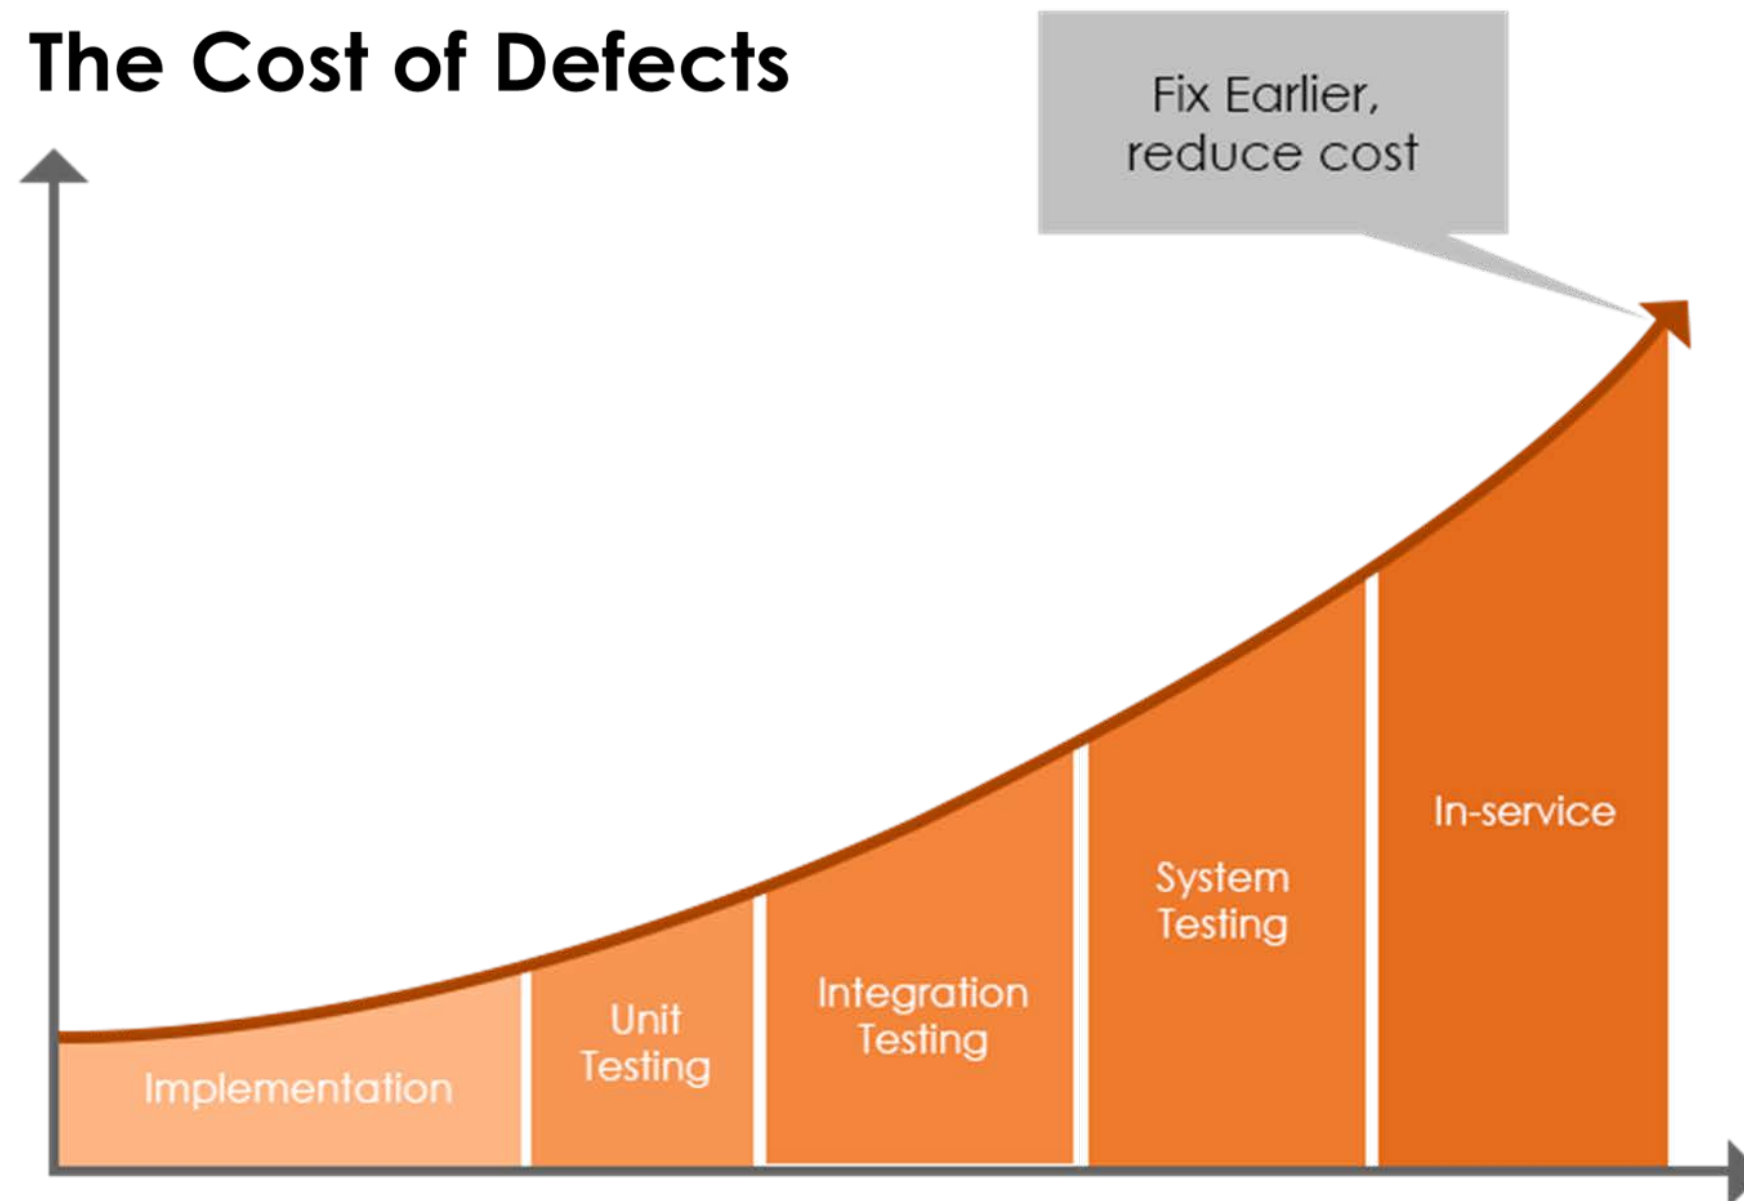 The Cost of Defects
Fix Earlier,
reduce cost
Implementation
Unit
Testing
Integration
Testing
System
Testing
In-service